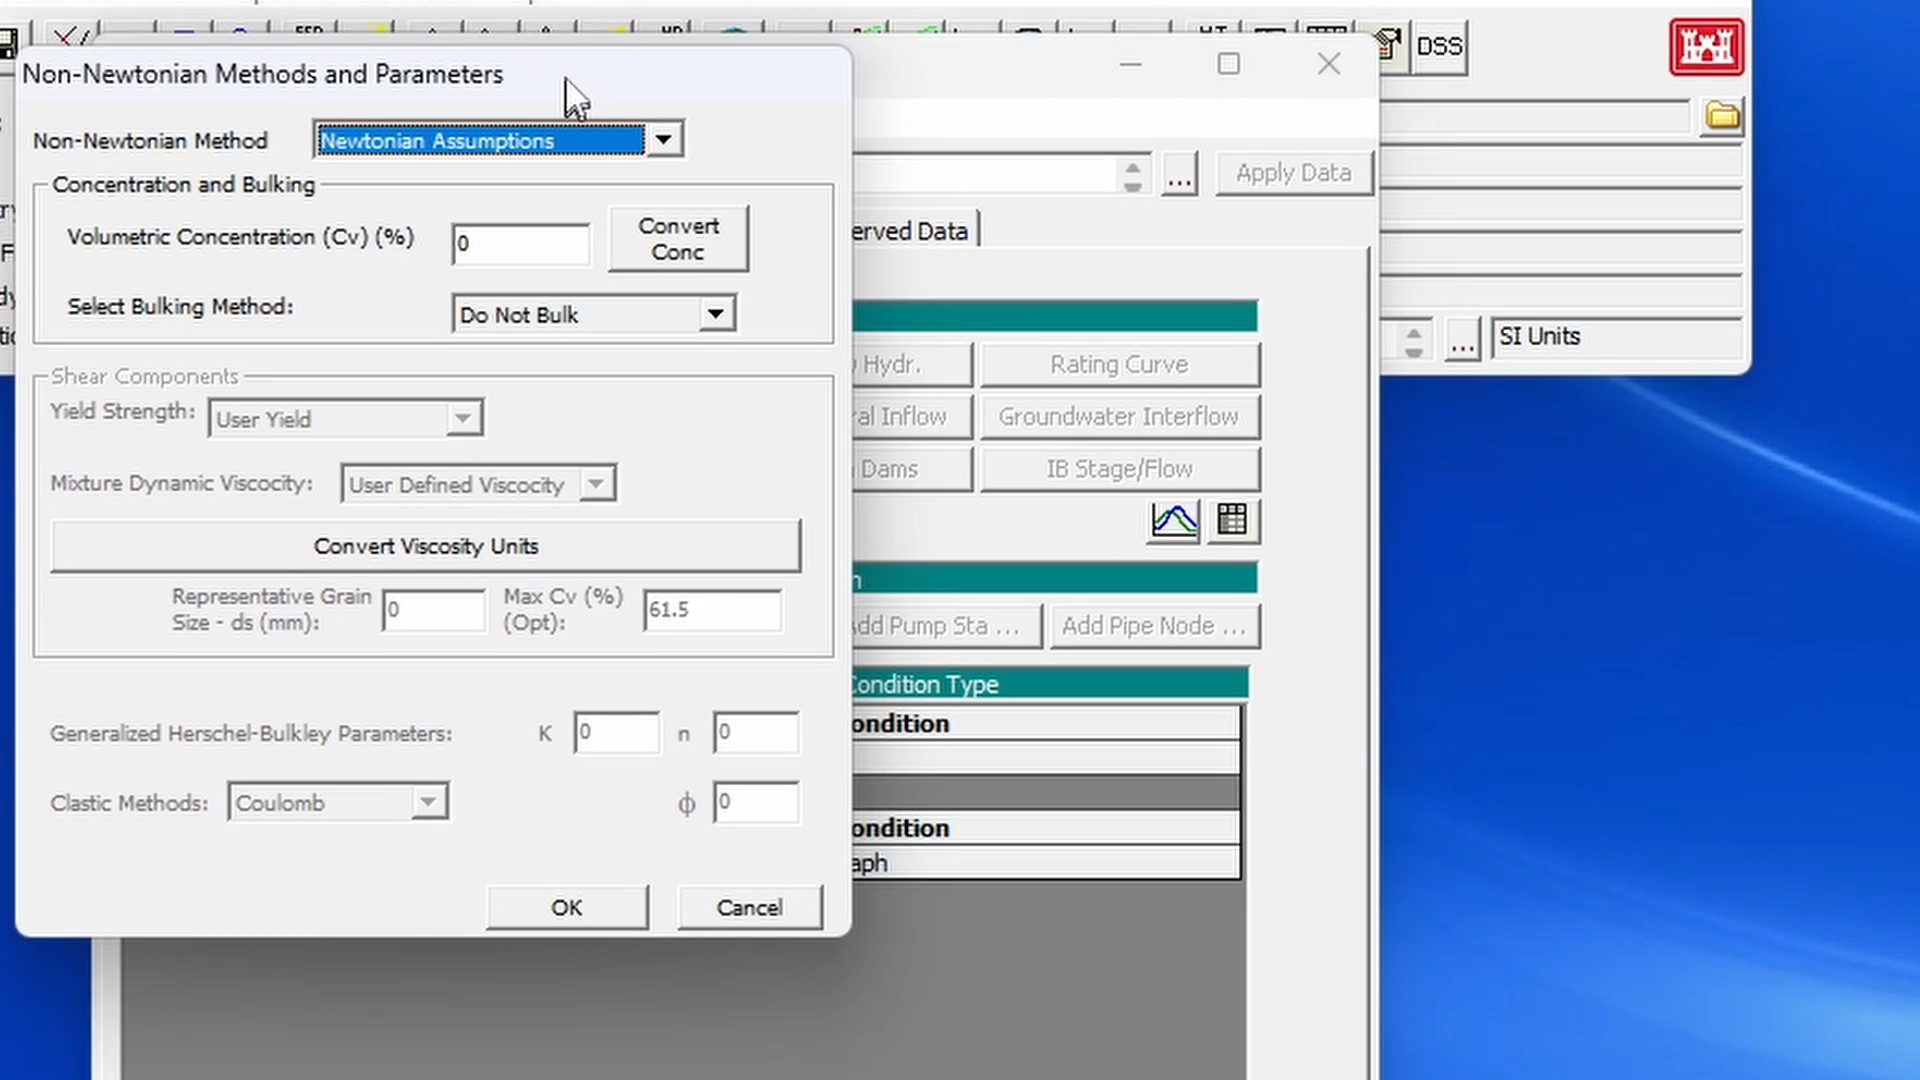 Non-Newtonian Methods and Parameters
Non-Newtonian Method
Newtonian Assumptions
Concentration and Bulking
Volumetric Concentration (Cv) (%)
0
Convert
Conc
Select Bulking Method:
Do Not Bulk
Shear Components
Yield Strength:
User Yield
Mixture Dynamic Viscosity:
User Defined Viscosity
Convert Viscosity Units
Representative Grain
Size - ds (mm):
0
Max Cv (%)
(Opt):
61.5
Generalized Herschel-Bulkley Parameters:
K
0
n
0
Clastic Methods:
Coulomb
ϕ
0
OK
Cancel
DSS
...
Apply Data
erved Data
Hydr.
Rating Curve
ral Inflow
Groundwater Interflow
Dams
IB Stage/Flow
dd Pump Sta ...
Add Pipe Node ...
Condition Type
ondition
ondition
aph
...
SI Units